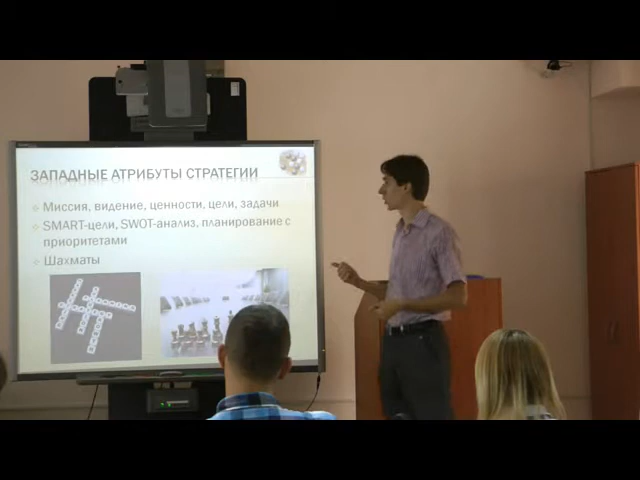 ЗАПАДНЫЕ АТРИБУТЫ СТРАТЕГИИ
Миссия, видение, ценности, цели, задачи
SMART-цели, SWOT-анализ, планирование с
приоритетами
Шахматы